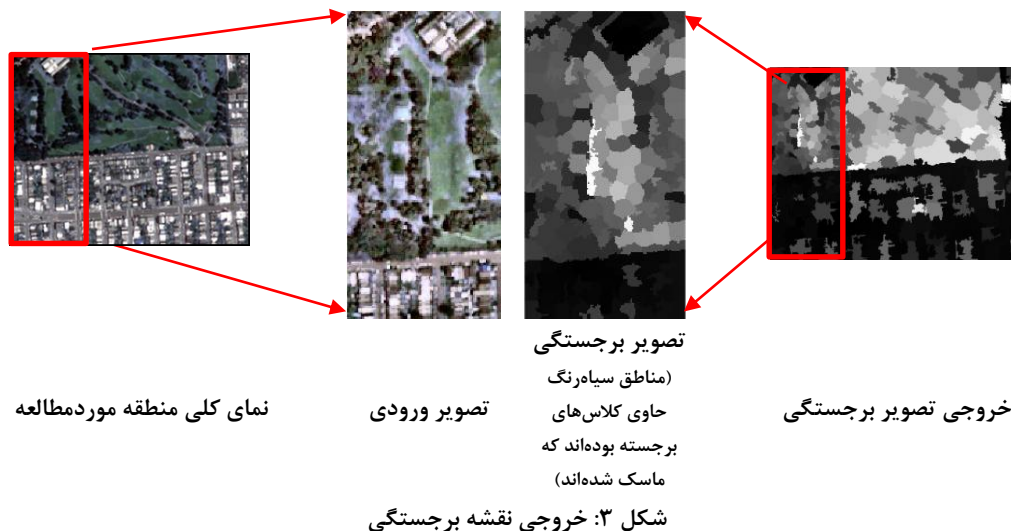 تصویر برجستگی
(مناطق سیاه‌رنگ
حاوی کلاس‌های
برجسته بوده‌اند که
ماسک شده‌اند)
خروجی تصویر برجستگی
تصویر ورودی
نمای کلی منطقه موردمطالعه
شکل ۳: خروجی نقشه برجستگی